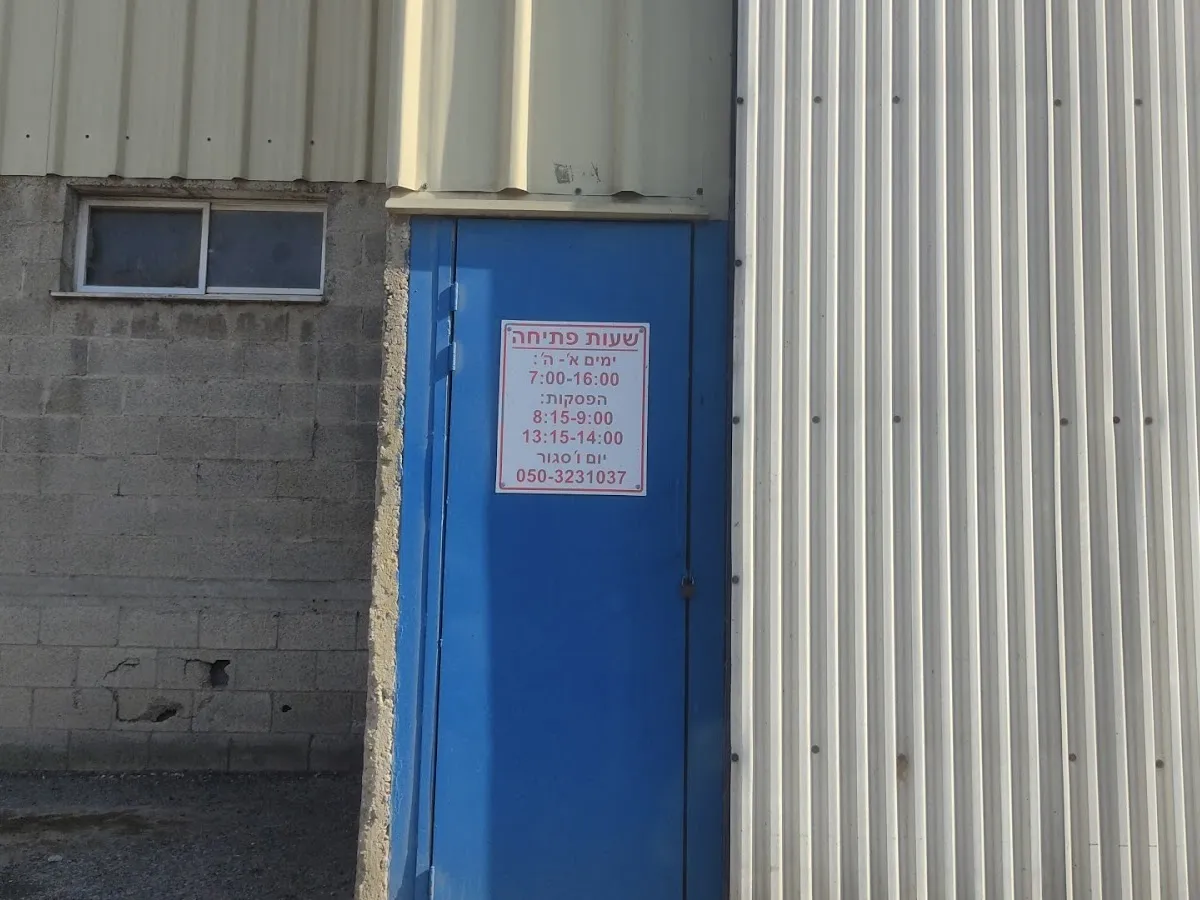 שעות פתיחה
ימים א'- ה':
7:00-16:00
הפסקות:
8:15-9:00
13:15-14:00
יום ו'סגור
050-3231037